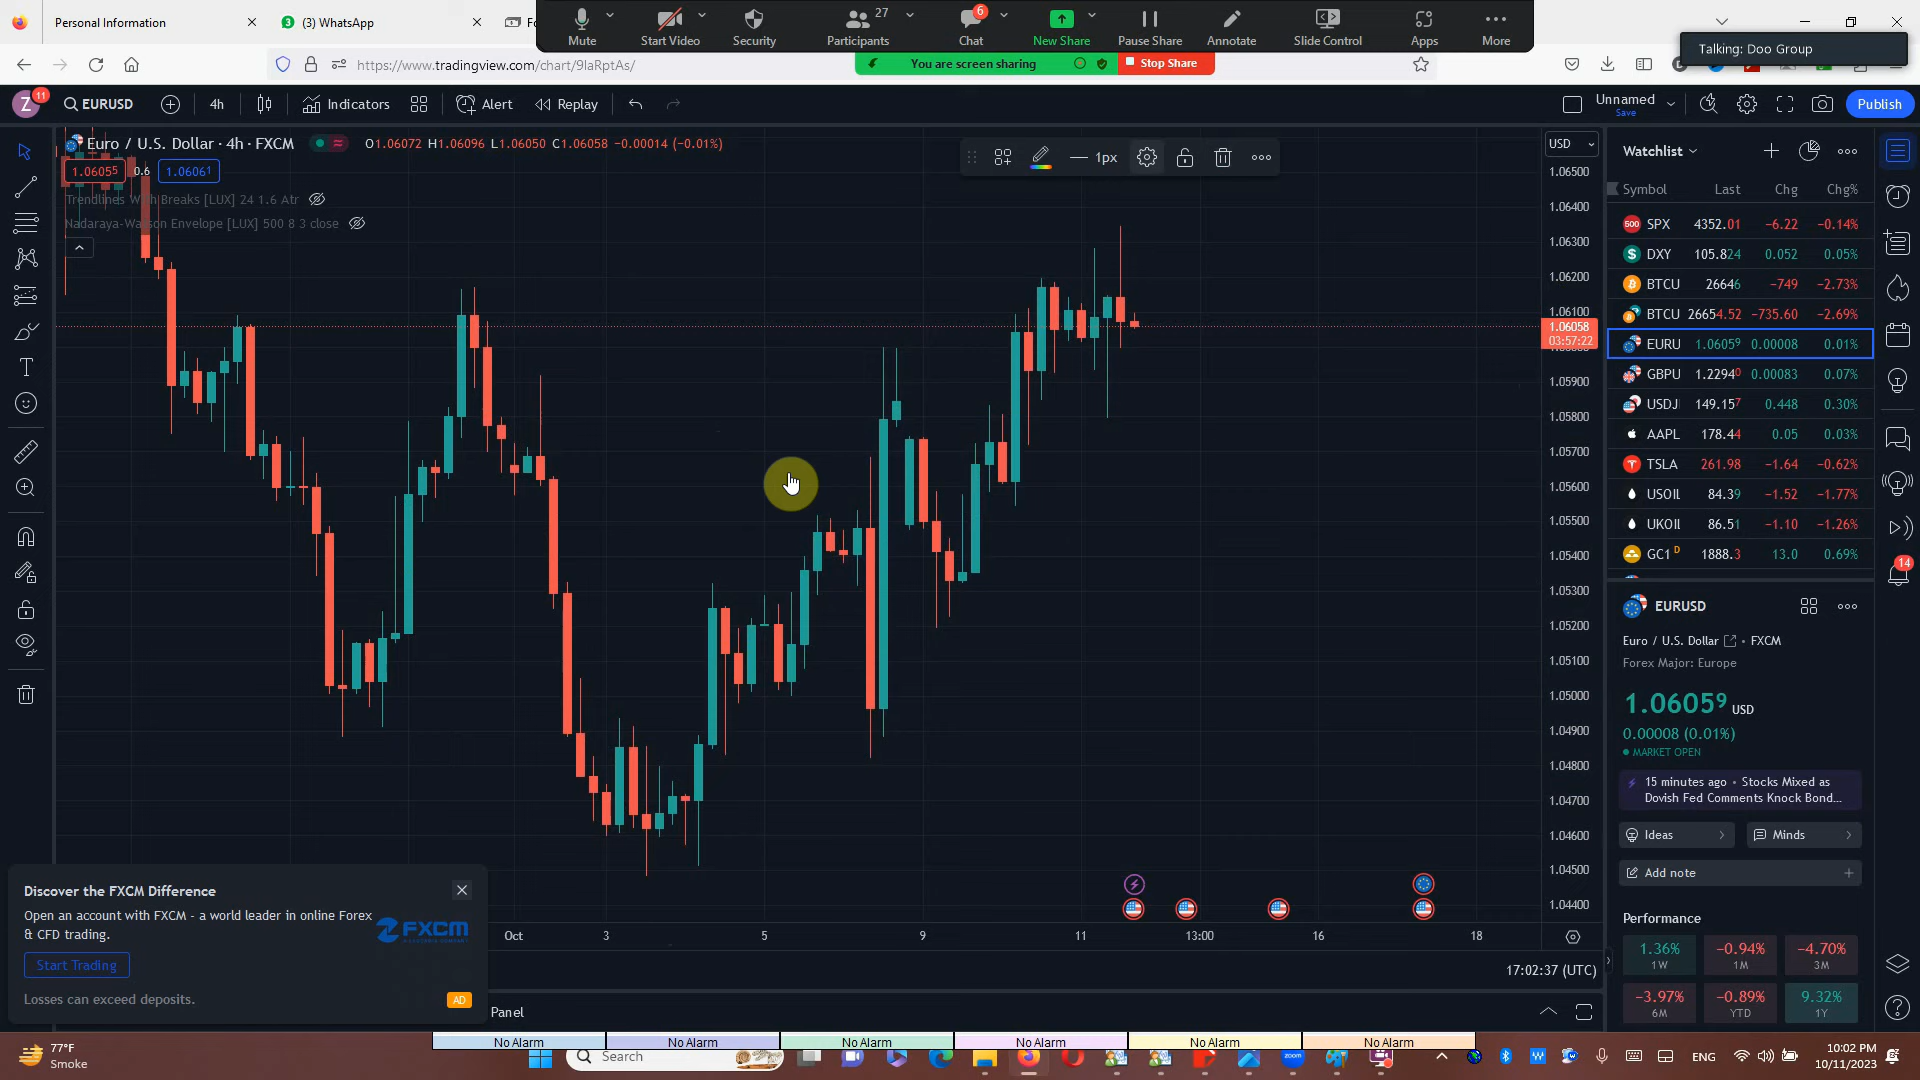 Personal Information
(3) WhatsApp
Mute
Start Video
Security
27
Participants
6
Chat
New Share
Pause Share
Annotate
Slide Control
Apps
More
Talking: Doo Group
https://www.tradingview.com/chart/9laRptAs/
You are screen sharing
Stop Share
Z
11
EURUSD
4h
Indicators
Alert
Replay
Unnamed
Save
Publish
Euro / U.S. Dollar · 4h · FXCM
O1.06072 H1.06096 L1.06050 C1.06058 −0.00014 (−0.01%)
1.06055
0.6
1.06061
Trendlines With Breaks [LUX] 24 1.6 Atr
Nadaraya-Watson Envelope [LUX] 500 8 3 close
1px
USD
1.06500
1.06400
1.06300
1.06200
1.06100
1.06058
03:57:22
1.05900
1.05800
1.05700
1.05600
1.05500
1.05400
1.05300
1.05200
1.05100
1.05000
1.04900
1.04800
1.04700
1.04600
1.04500
1.04400
Oct
3
5
9
11
13:00
16
18
17:02:37 (UTC)
Watchlist
Symbol Last Chg Chg%
SPX 4352.01 −6.22 −0.14%
DXY 105.824 0.052 0.05%
BTCU 26646 −749 −2.73%
BTCU 26654.52 −735.60 −2.69%
EURU 1.06059 0.00008 0.01%
GBPU 1.22940 0.00083 0.07%
USDJ 149.157 0.448 0.30%
AAPL 178.44 0.05 0.03%
TSLA 261.98 −1.64 −0.62%
USOIL 84.39 −1.52 −1.77%
UKOIL 86.51 −1.10 −1.26%
GC1 D 1888.3 13.0 0.69%
14
EURUSD
Euro / U.S. Dollar · FXCM
Forex Major: Europe
1.06059 USD
0.00008 (0.01%)
MARKET OPEN
15 minutes ago · Stocks Mixed as
Dovish Fed Comments Knock Bond...
Ideas
Minds
Add note
Performance
1.36% −0.94% −4.70%
1W 1M 3M
−3.97% −0.89% 9.32%
6M YTD 1Y
Discover the FXCM Difference
Open an account with FXCM - a world leader in online Forex
& CFD trading.
FXCM
Start Trading
Losses can exceed deposits.
AD
Panel
No Alarm
No Alarm
No Alarm
No Alarm
No Alarm
No Alarm
77°F
Smoke
Search
zoom
ENG
10:02 PM
10/11/2023